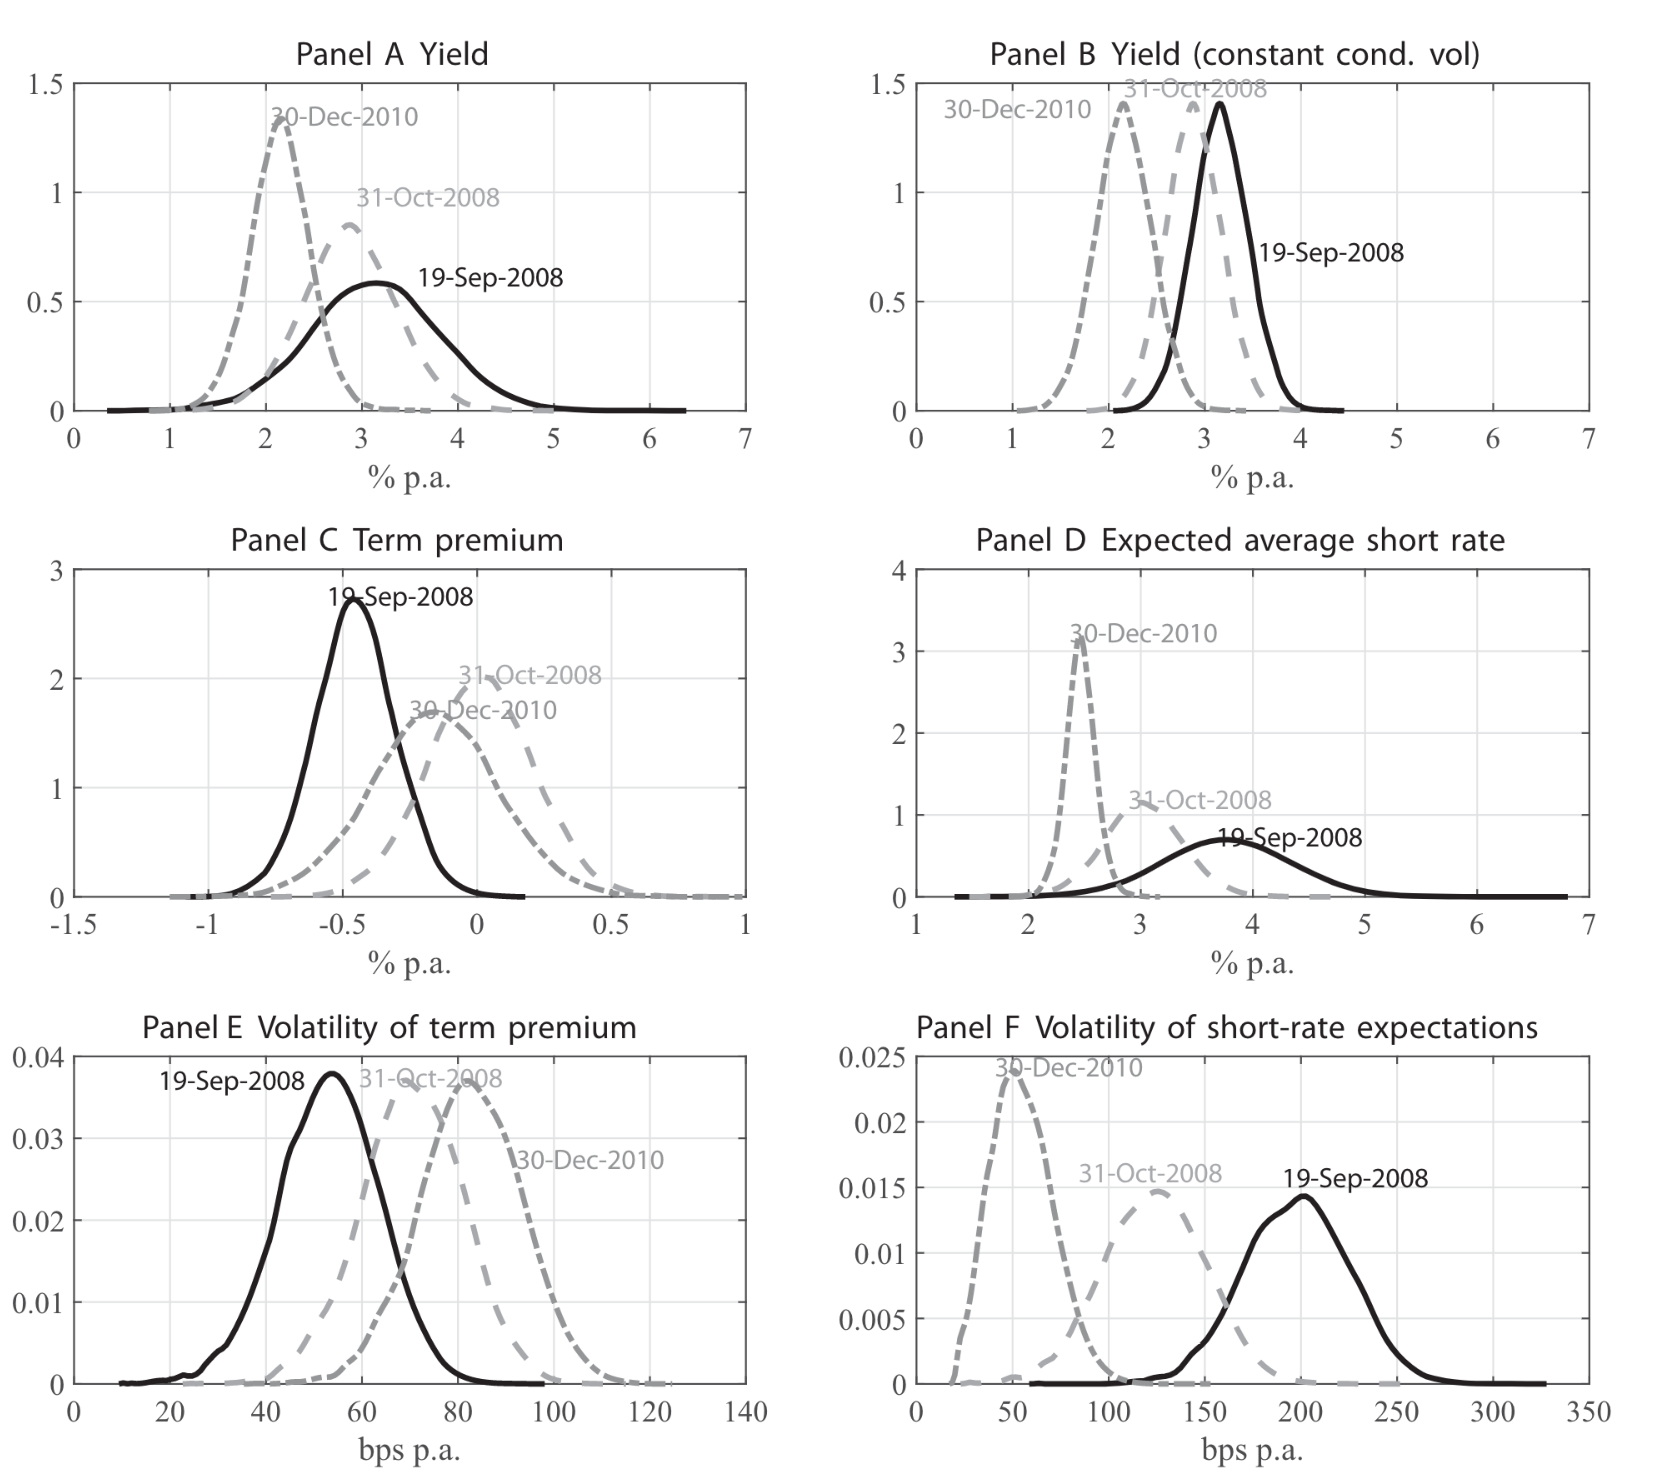 Panel A Yield
1.5
1
0.5
0
30-Dec-2010
31-Oct-2008
19-Sep-2008
0 1 2 3 4 5 6 7
% p.a.
Panel B Yield (constant cond. vol)
1.5
1
0.5
0
31-Oct-2008
30-Dec-2010
19-Sep-2008
0 1 2 3 4 5 6 7
% p.a.
Panel C Term premium
3
2
1
0
19-Sep-2008
31-Oct-2008
30-Dec-2010
-1.5 -1 -0.5 0 0.5 1
% p.a.
Panel D Expected average short rate
4
3
2
1
0
30-Dec-2010
31-Oct-2008
19-Sep-2008
1 2 3 4 5 6 7
% p.a.
Panel E Volatility of term premium
0.04
0.03
0.02
0.01
0
19-Sep-2008
31-Oct-2008
30-Dec-2010
0 20 40 60 80 100 120 140
bps p.a.
Panel F Volatility of short-rate expectations
0.025
0.02
0.015
0.01
0.005
0
30-Dec-2010
31-Oct-2008
19-Sep-2008
0 50 100 150 200 250 300 350
bps p.a.